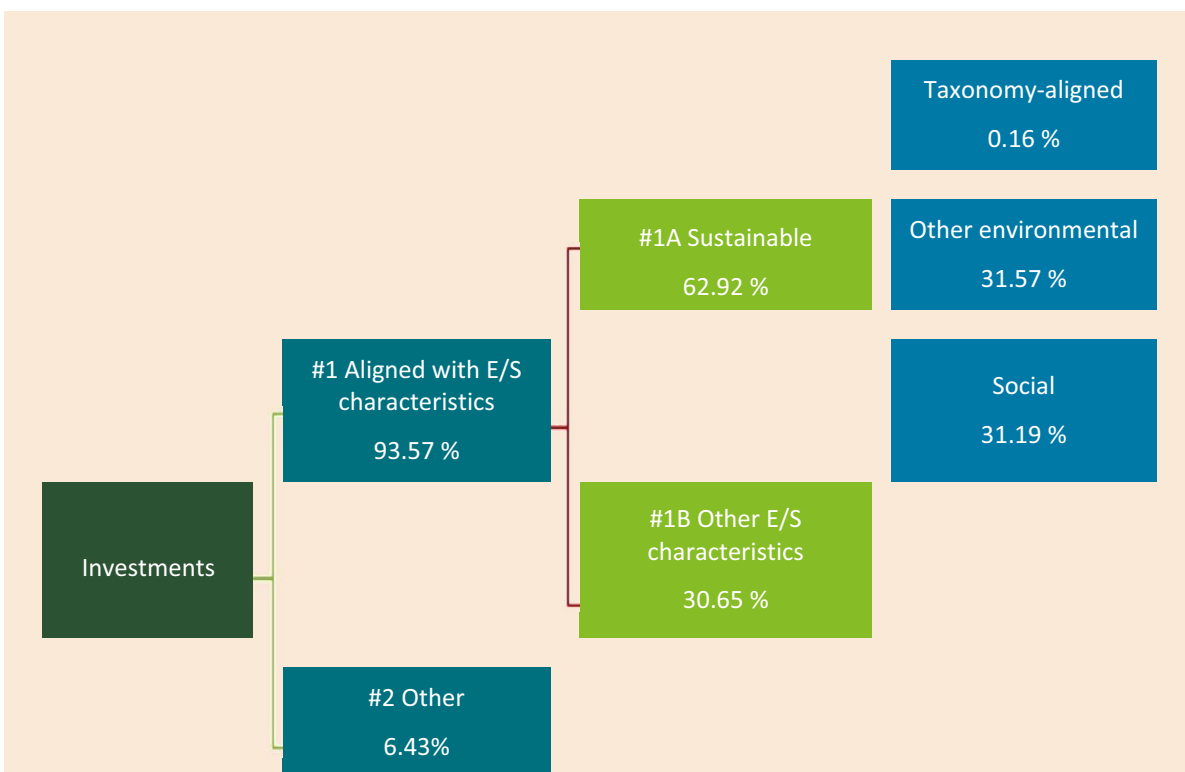 Taxonomy-aligned
0.16 %
#1A Sustainable
62.92 %
Other environmental
31.57 %
#1 Aligned with E/S
characteristics
93.57 %
Social
31.19 %
Investments
#1B Other E/S
characteristics
30.65 %
#2 Other
6.43%